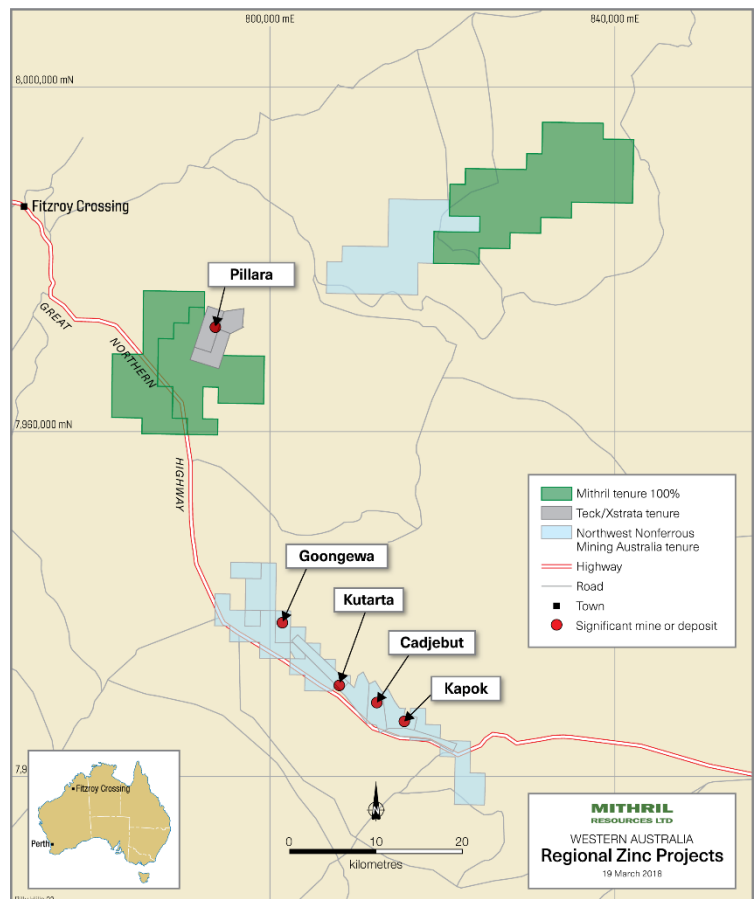 800,000 mE
840,000 mE
8,000,000 mN
Fitzroy Crossing
Pillara
GREAT
NORTHERN
HIGHWAY
7,960,000 mN
Mithril tenure 100%
Teck/Xstrata tenure
Northwest Nonferrous
Mining Australia tenure
Highway
Road
Town
Significant mine or deposit
Goongewa
Kutarta
Cadjebut
Kapok
7,9
Fitzroy Crossing
Perth
N
0 10 20
kilometres
MITHRIL
RESOURCES LTD
WESTERN AUSTRALIA
Regional Zinc Projects
19 March 2018